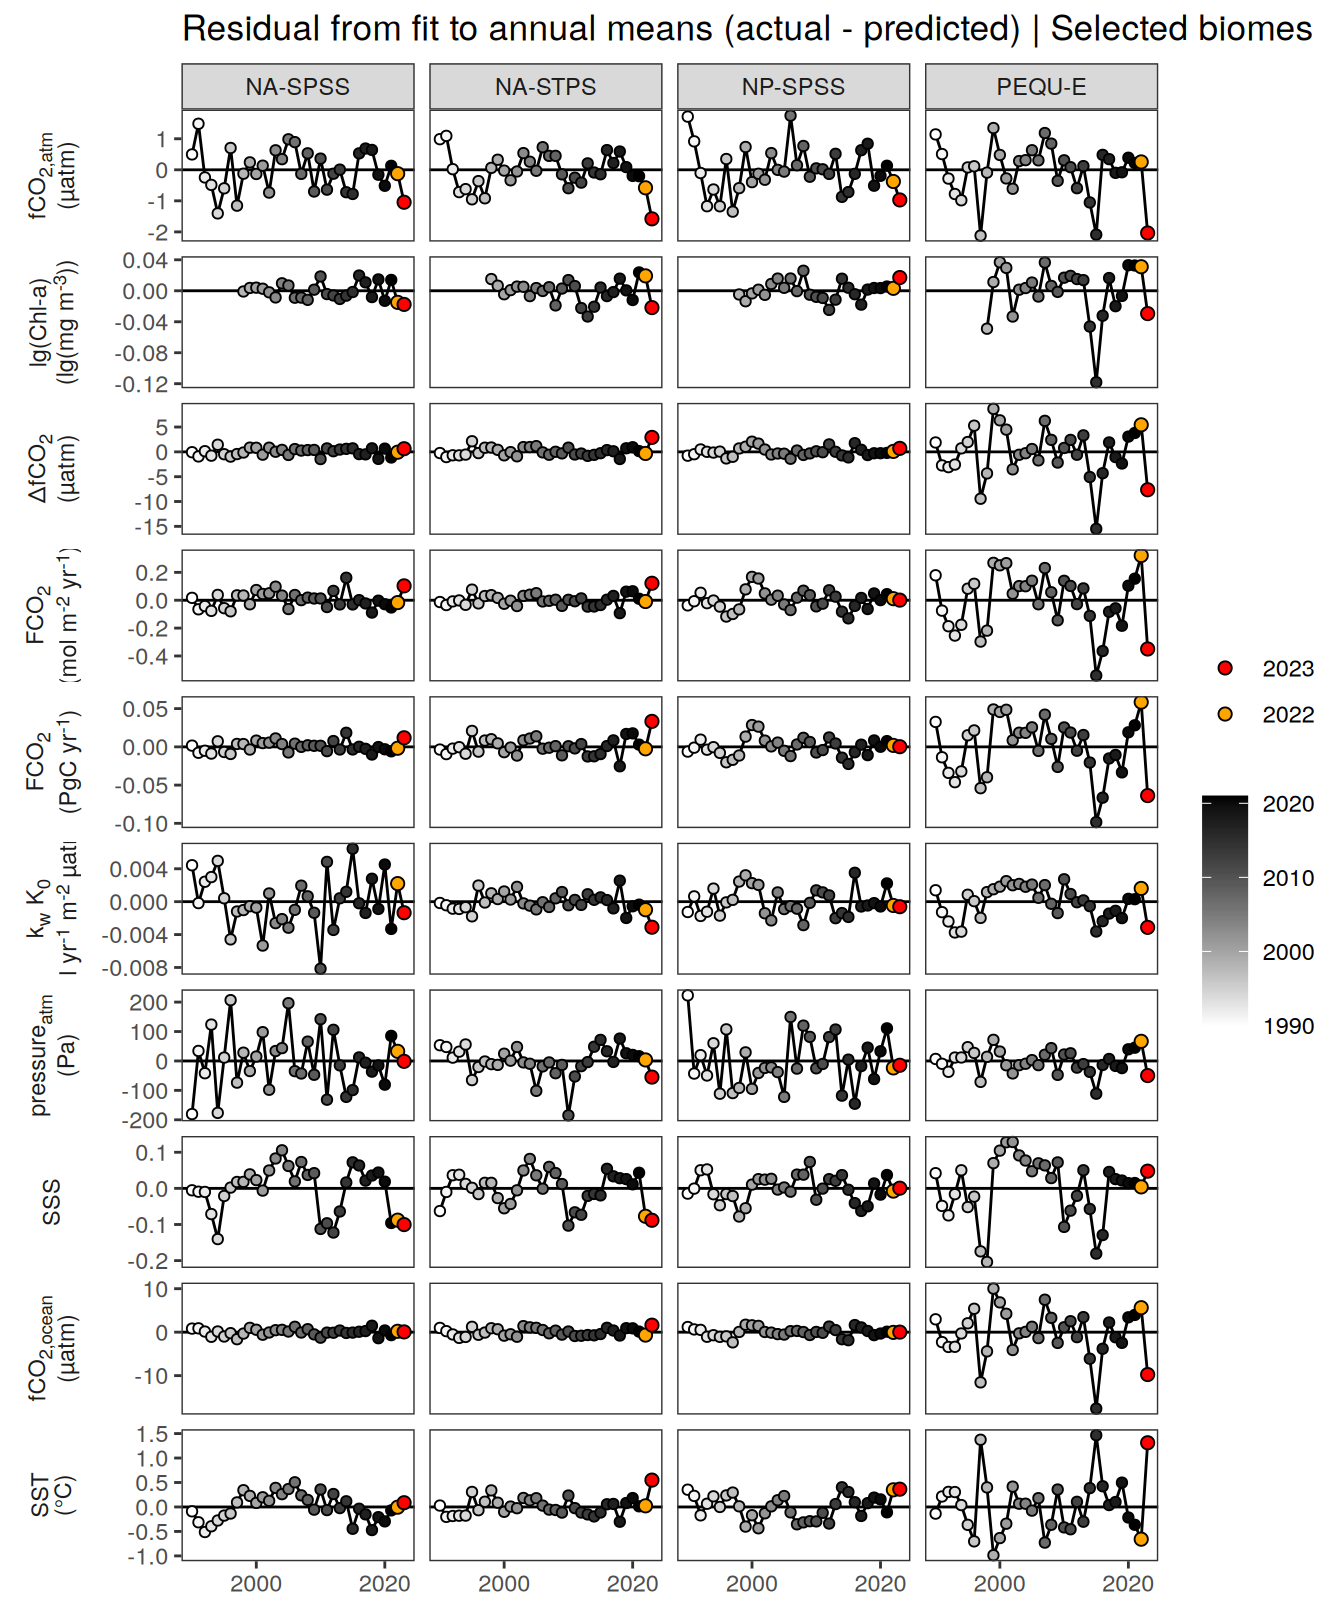 Residual from fit to annual means (actual - predicted) | Selected biomes
NA-SPSS NA-STPS NP-SPSS PEQU-E
fCO₂,atm
(µatm)
1
0
-1
-2
lg(Chl-a)
(lg(mg m⁻³))
0.04
0.00
-0.04
-0.08
-0.12
ΔfCO₂
(µatm)
5
0
-5
-10
-15
FCO₂
(mol m⁻² yr⁻¹)
0.2
0.0
-0.2
-0.4
FCO₂
(PgC yr⁻¹)
0.05
0.00
-0.05
-0.10
k_w K₀
l yr⁻¹ m⁻² µat
0.004
0.000
-0.004
-0.008
pressure_atm
(Pa)
200
100
0
-100
-200
SSS
0.1
0.0
-0.1
-0.2
fCO₂,ocean
(µatm)
10
0
-10
SST
(°C)
1.5
1.0
0.5
0.0
-0.5
-1.0
2000 2020 2000 2020 2000 2020 2000 2020
2023
2022
2020
2010
2000
1990